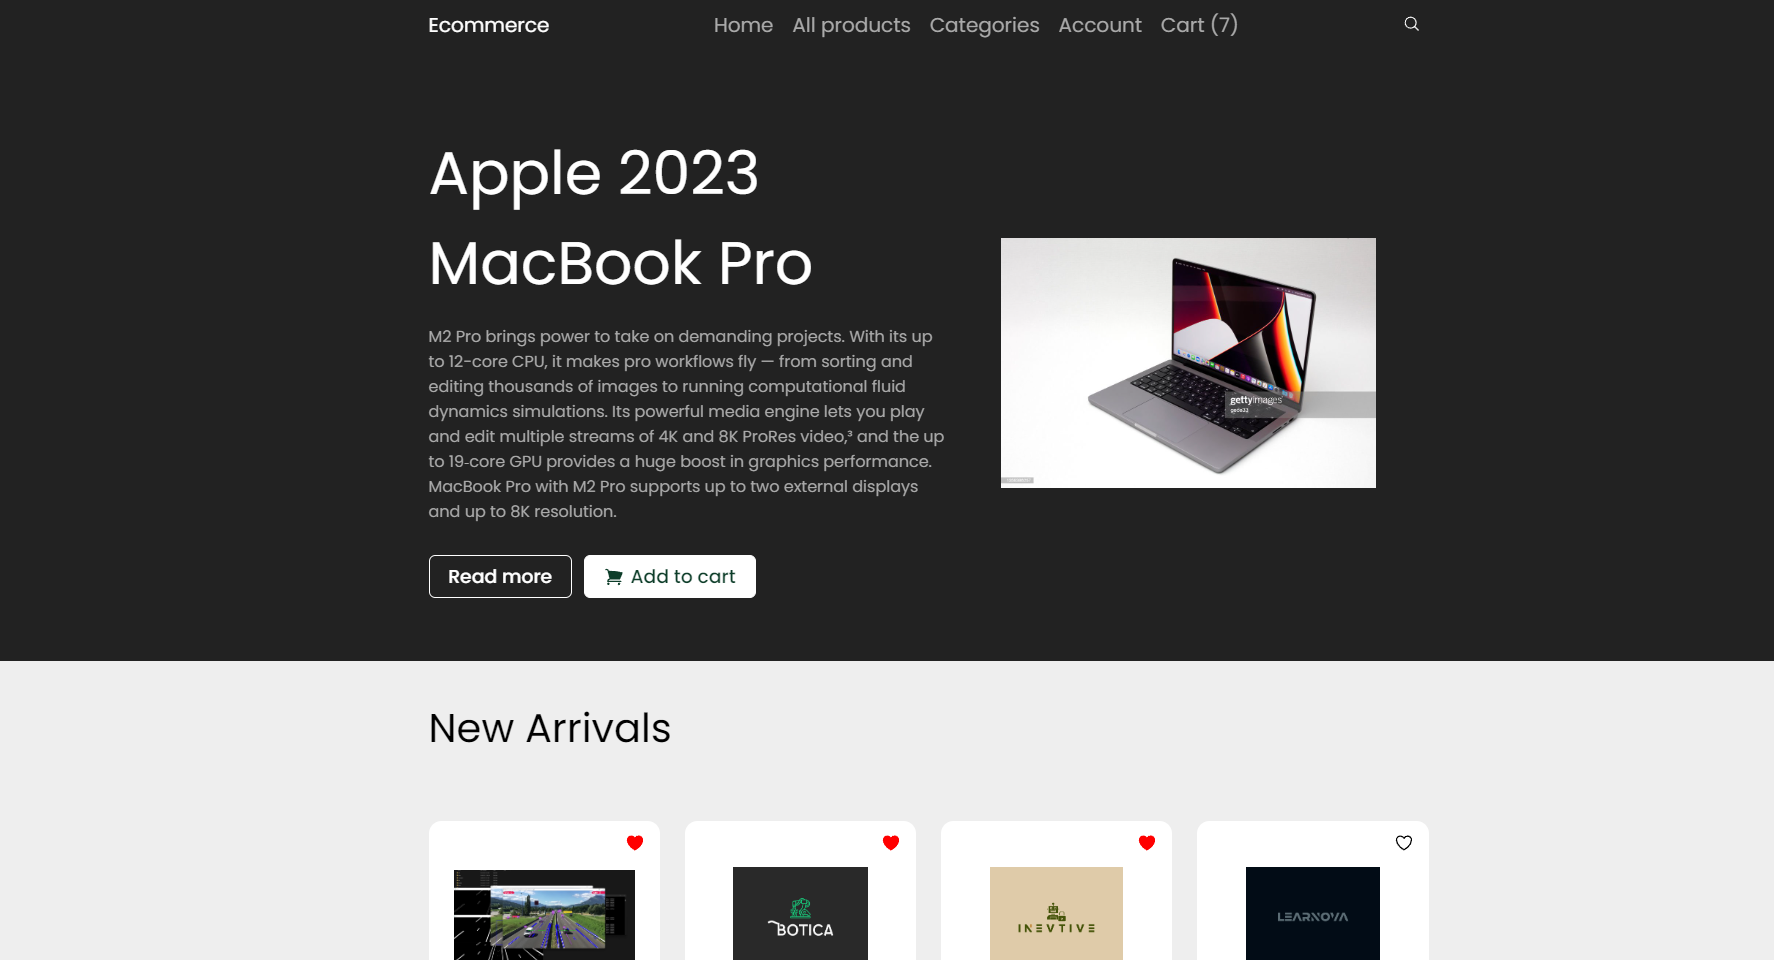 Ecommerce
Home All products Categories Account Cart (7)
Apple 2023
MacBook Pro
M2 Pro brings power to take on demanding projects. With its up
to 12-core CPU, it makes pro workflows fly — from sorting and
editing thousands of images to running computational fluid
dynamics simulations. Its powerful media engine lets you play
and edit multiple streams of 4K and 8K ProRes video,³ and the up
to 19-core GPU provides a huge boost in graphics performance.
MacBook Pro with M2 Pro supports up to two external displays
and up to 8K resolution.
gettyimages
Read more
Add to cart
New Arrivals
BOTICA
INEVTIVE
LEARNOVA